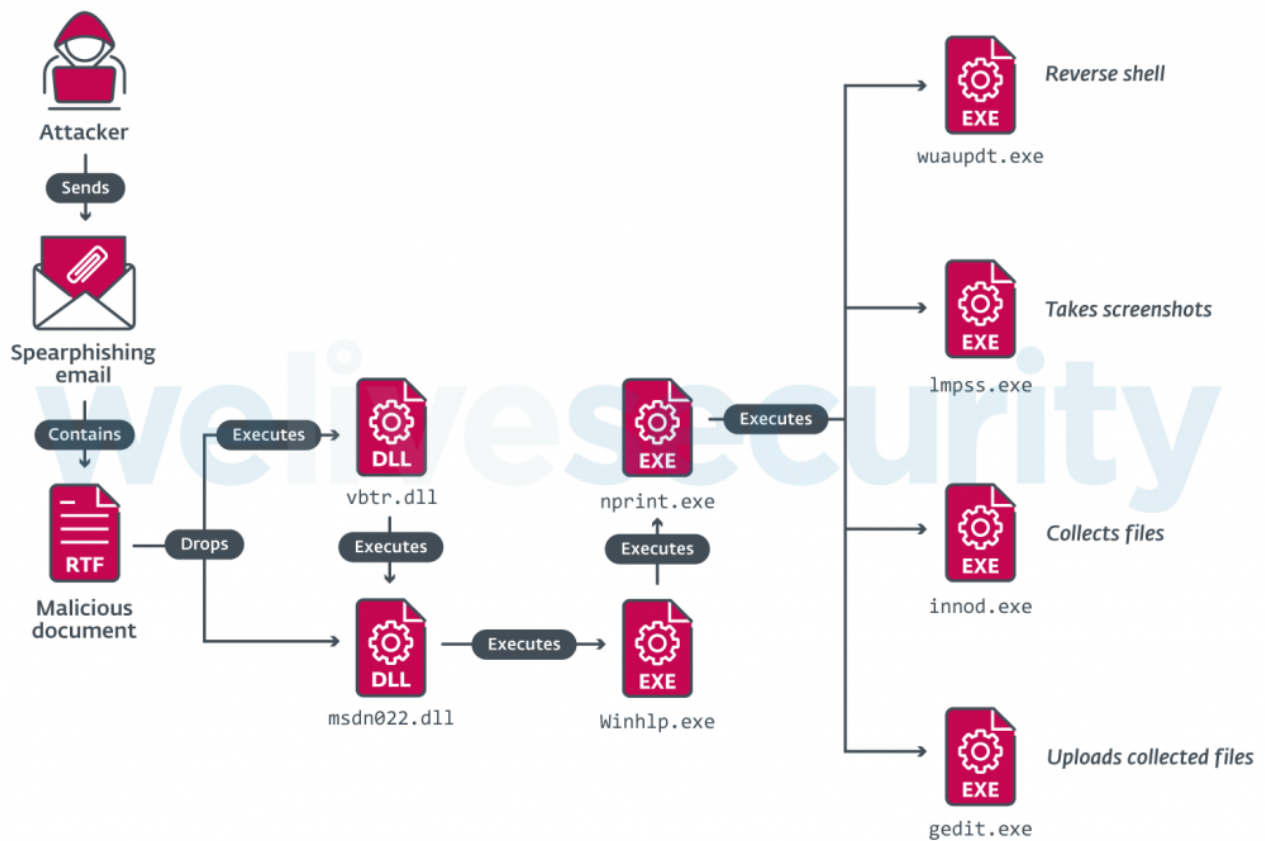 Attacker
Sends
Spearphishing
email
Contains
RTF
Malicious
document
Drops
Executes
DLL
vbtr.dll
Executes
DLL
msdn022.dll
Executes
EXE
Winhlp.exe
Executes
EXE
nprint.exe
Executes
EXE
wuaupdt.exe
Reverse shell
EXE
lmpss.exe
Takes screenshots
EXE
innod.exe
Collects files
EXE
gedit.exe
Uploads collected files
welivesecurity